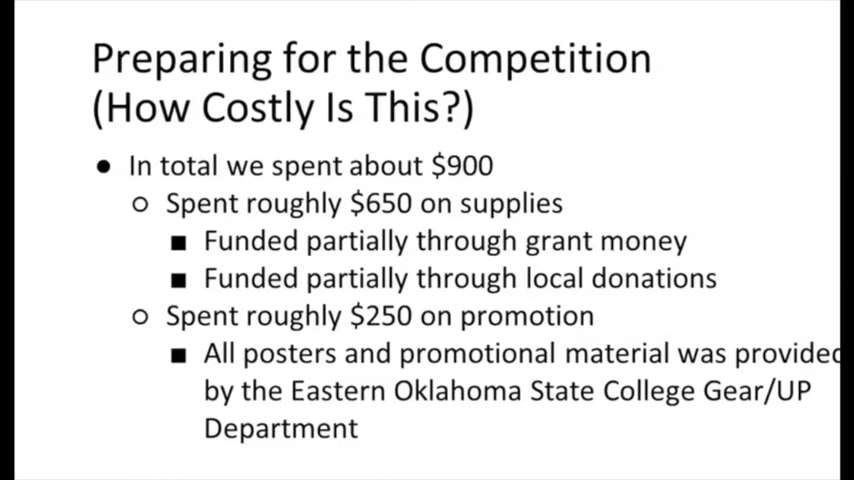 Preparing for the Competition
(How Costly Is This?)
● In total we spent about $900
○ Spent roughly $650 on supplies
■ Funded partially through grant money
■ Funded partially through local donations
○ Spent roughly $250 on promotion
■ All posters and promotional material was provided
by the Eastern Oklahoma State College Gear/UP
Department